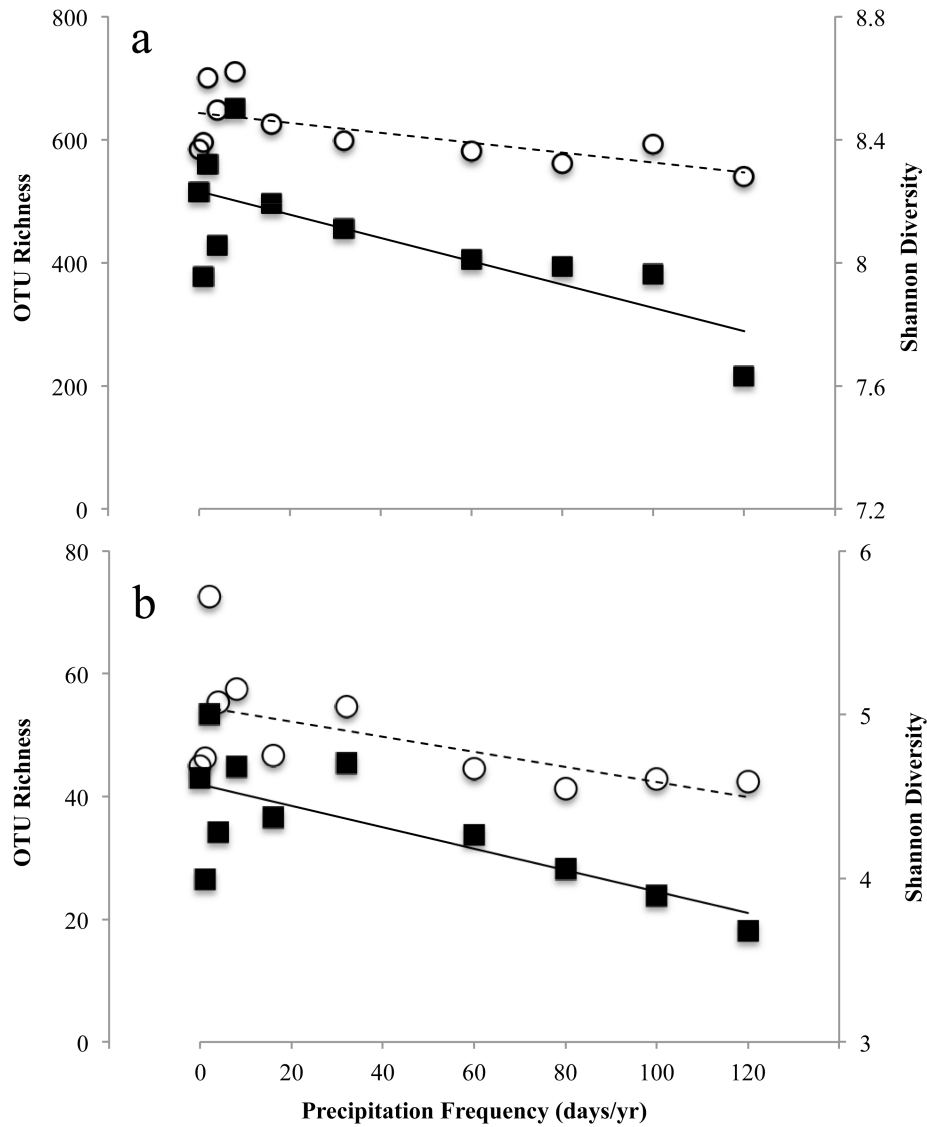 a
800
600
400
200
0
OTU Richness
8.8
8.4
8
7.6
7.2
Shannon Diversity
b
80
60
40
20
0
OTU Richness
6
5
4
3
Shannon Diversity
0 20 40 60 80 100 120
Precipitation Frequency (days/yr)